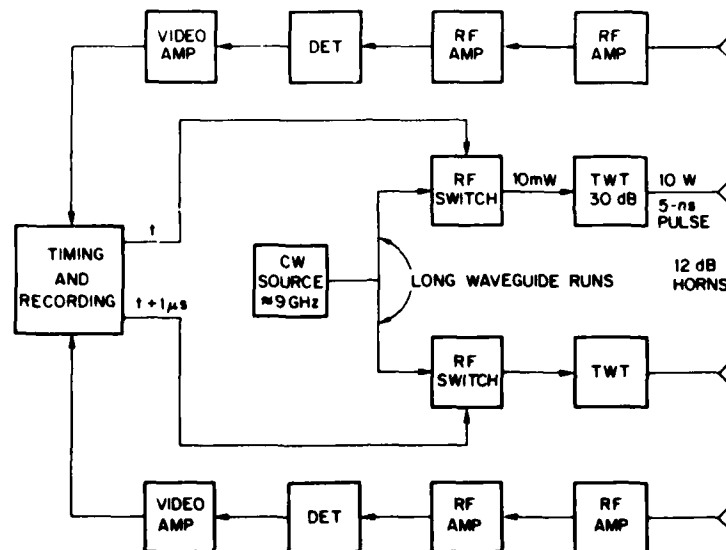 VIDEO
AMP
DET
RF
AMP
RF
AMP
t
RF
SWITCH
10mW
TWT
30 dB
10 W
5-ns
PULSE
TIMING
AND
RECORDING
t + 1µs
CW
SOURCE
≈9 GHz
LONG WAVEGUIDE RUNS
12 dB
HORNS
RF
SWITCH
TWT
VIDEO
AMP
DET
RF
AMP
RF
AMP